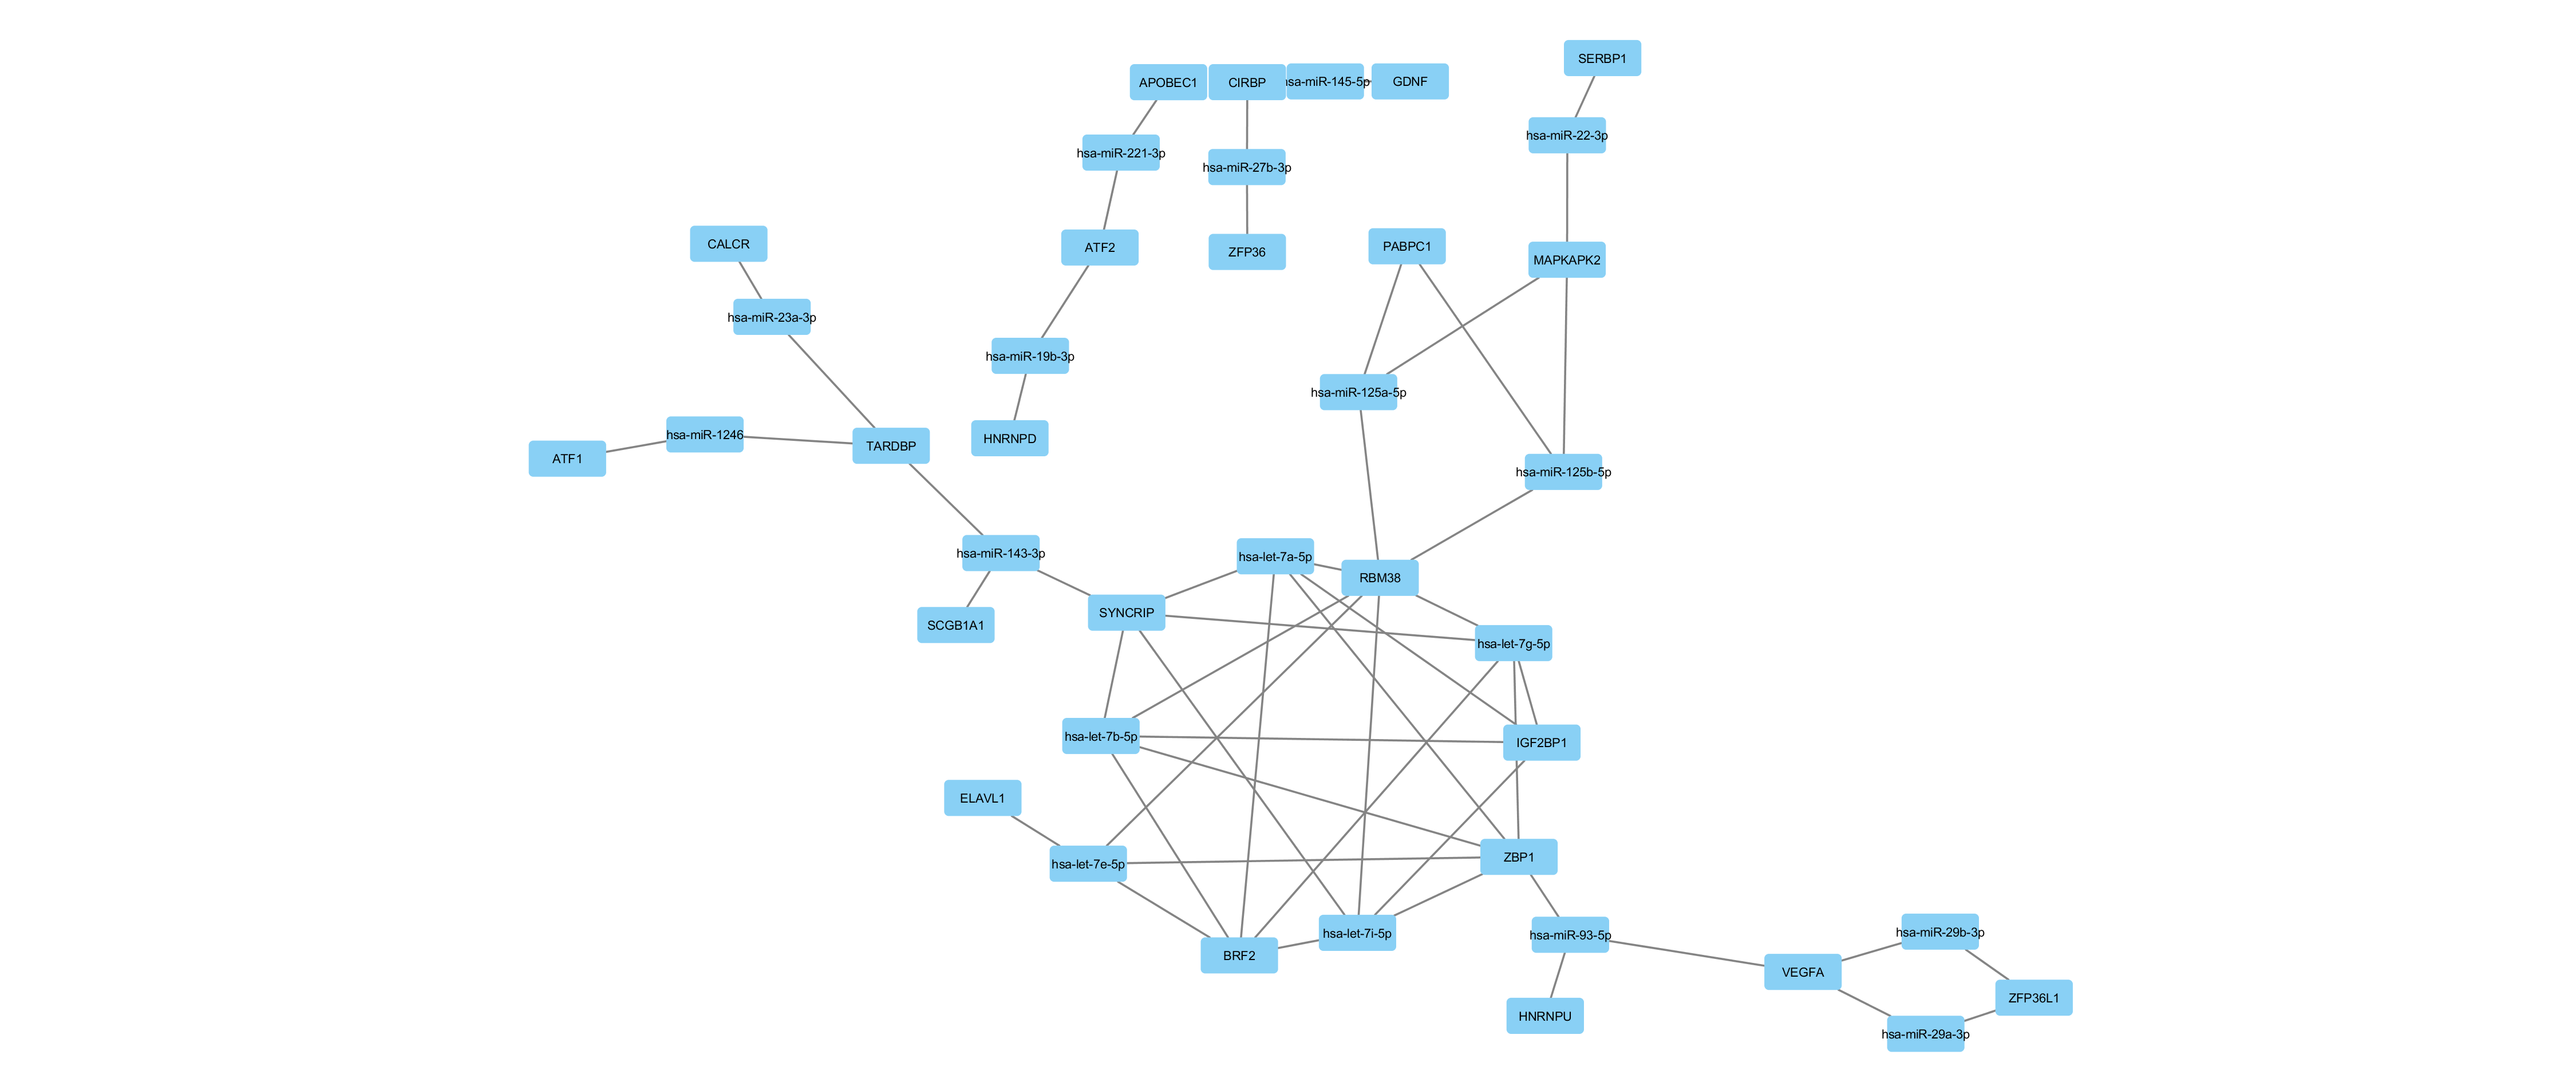 SERBP1
APOBEC1
CIRBP
hsa-miR-145-5p
GDNF
hsa-miR-22-3p
hsa-miR-221-3p
hsa-miR-27b-3p
CALCR
ATF2
ZFP36
PABPC1
MAPKAPK2
hsa-miR-23a-3p
hsa-miR-19b-3p
hsa-miR-125a-5p
HNRNPD
hsa-miR-1246
TARDBP
ATF1
hsa-miR-125b-5p
hsa-miR-143-3p
hsa-let-7a-5p
RBM38
SYNCRIP
SCGB1A1
hsa-let-7g-5p
hsa-let-7b-5p
IGF2BP1
ELAVL1
hsa-let-7e-5p
ZBP1
hsa-let-7i-5p
hsa-miR-93-5p
hsa-miR-29b-3p
BRF2
VEGFA
ZFP36L1
HNRNPU
hsa-miR-29a-3p